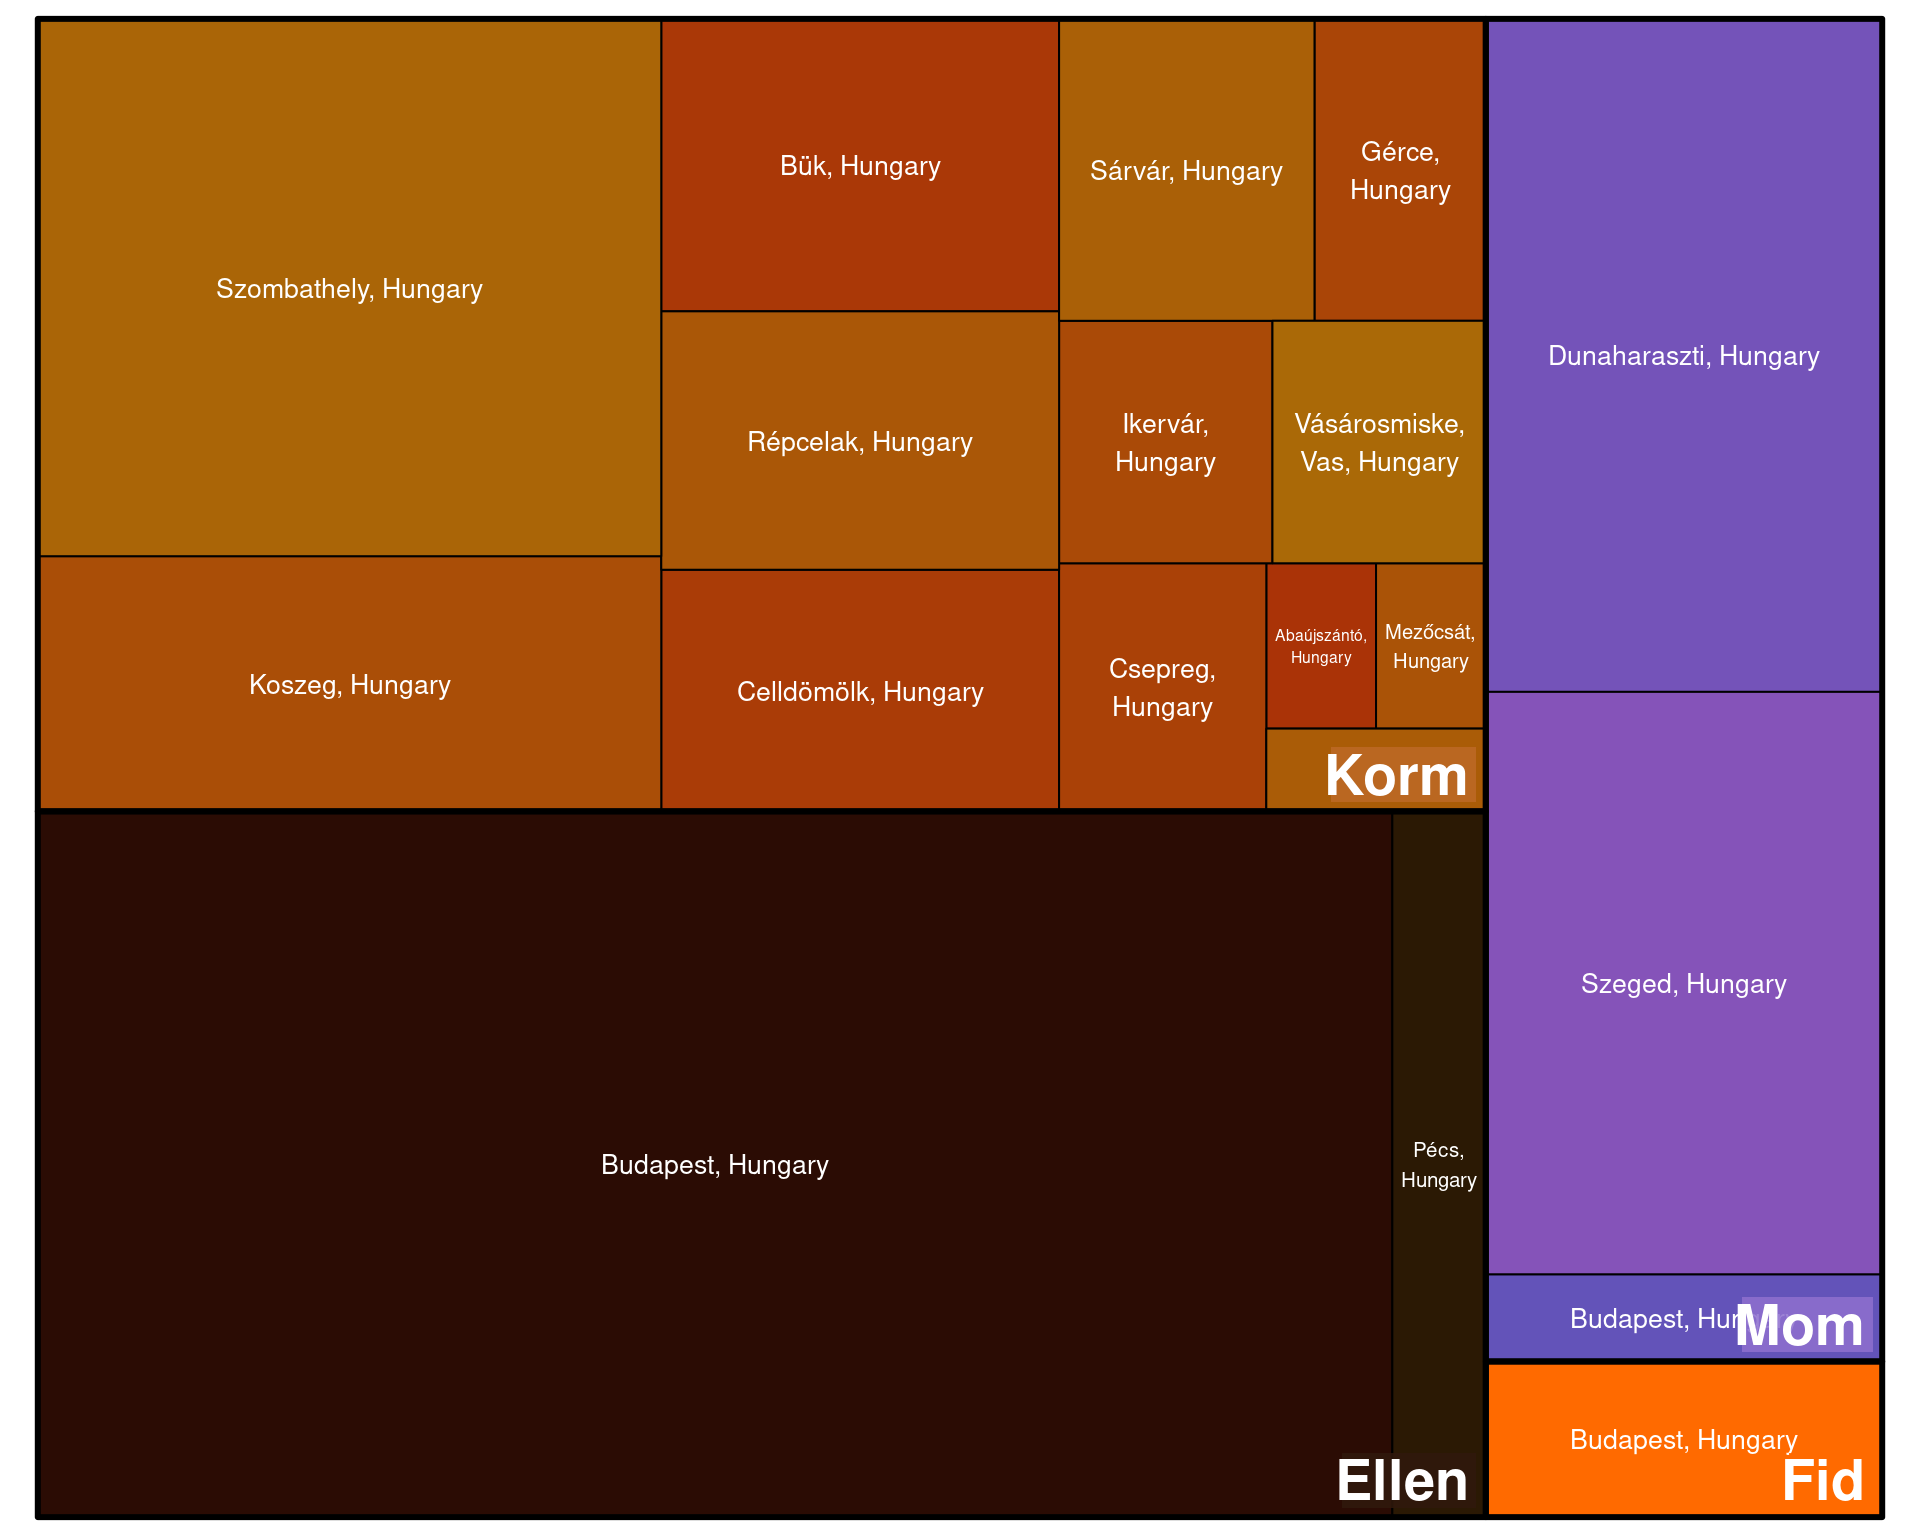 Szombathely, Hungary
Koszeg, Hungary
Bük, Hungary
Répcelak, Hungary
Celldömölk, Hungary
Sárvár, Hungary
Gérce,
Hungary
Ikervár,
Hungary
Vásárosmiske,
Vas, Hungary
Csepreg,
Hungary
Abaújszántó,
Hungary
Mezőcsát,
Hungary
Korm
Budapest, Hungary
Pécs,
Hungary
Ellen
Dunaharaszti, Hungary
Szeged, Hungary
Budapest,
Mom
Budapest, Hungary
Fid